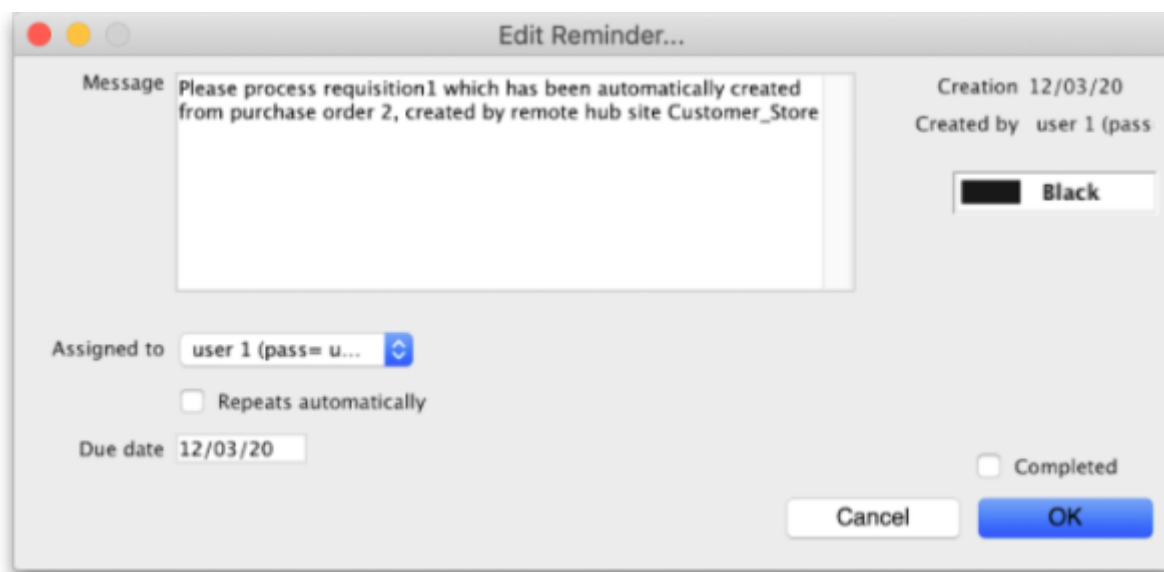 Edit Reminder...
Message
Please process requisition1 which has been automatically created
from purchase order 2, created by remote hub site Customer_Store
Creation 12/03/20
Created by user 1 (pass
Black
Assigned to user 1 (pass= u...
Repeats automatically
Due date 12/03/20
Completed
Cancel OK